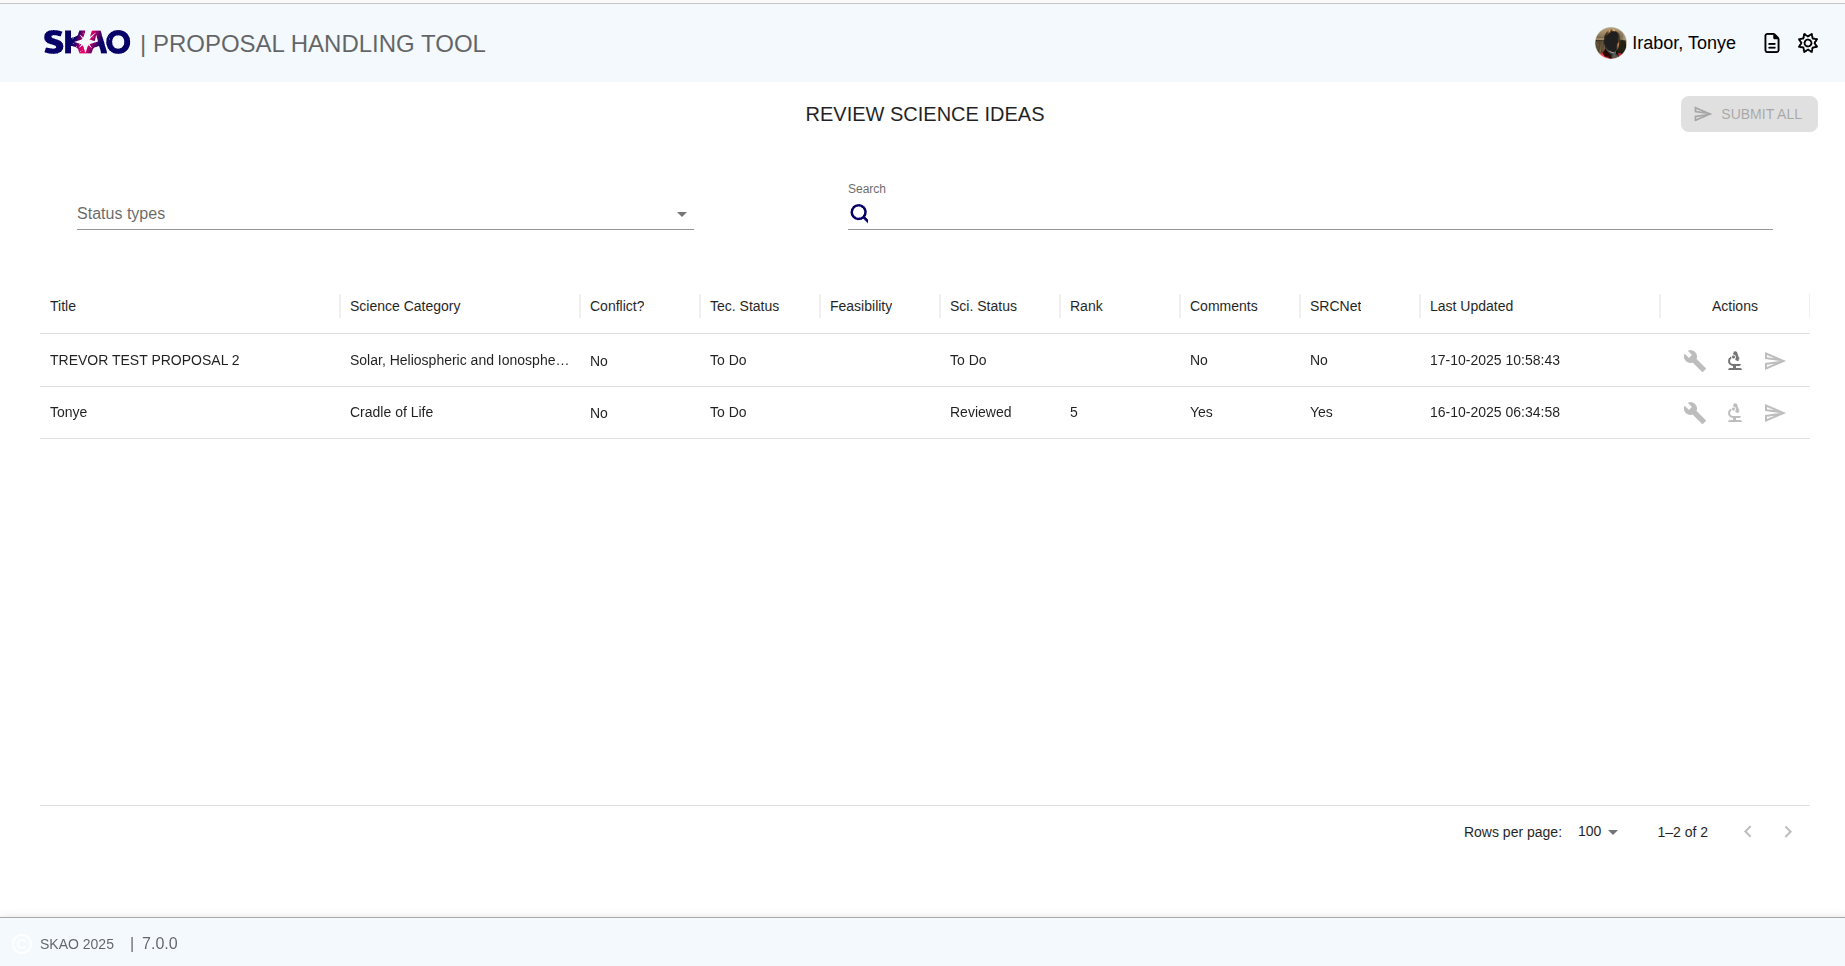 SKAO | PROPOSAL HANDLING TOOL
Irabor, Tonye
REVIEW SCIENCE IDEAS
SUBMIT ALL
Status types
Search
Title Science Category Conflict? Tec. Status Feasibility Sci. Status Rank Comments SRCNet Last Updated Actions
TREVOR TEST PROPOSAL 2 Solar, Heliospheric and Ionosphe… No To Do To Do No No 17-10-2025 10:58:43
Tonye Cradle of Life No To Do Reviewed 5 Yes Yes 16-10-2025 06:34:58
Rows per page: 100 1–2 of 2
© SKAO 2025 | 7.0.0